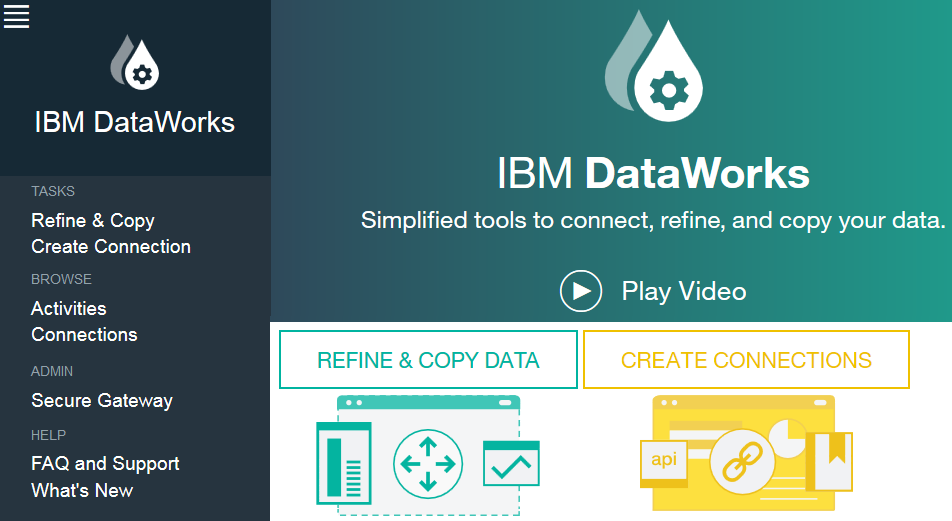 IBM DataWorks
TASKS
Refine & Copy
Create Connection
BROWSE
Activities
Connections
ADMIN
Secure Gateway
HELP
FAQ and Support
What's New
IBM DataWorks
Simplified tools to connect, refine, and copy your data.
Play Video
REFINE & COPY DATA
CREATE CONNECTIONS
api